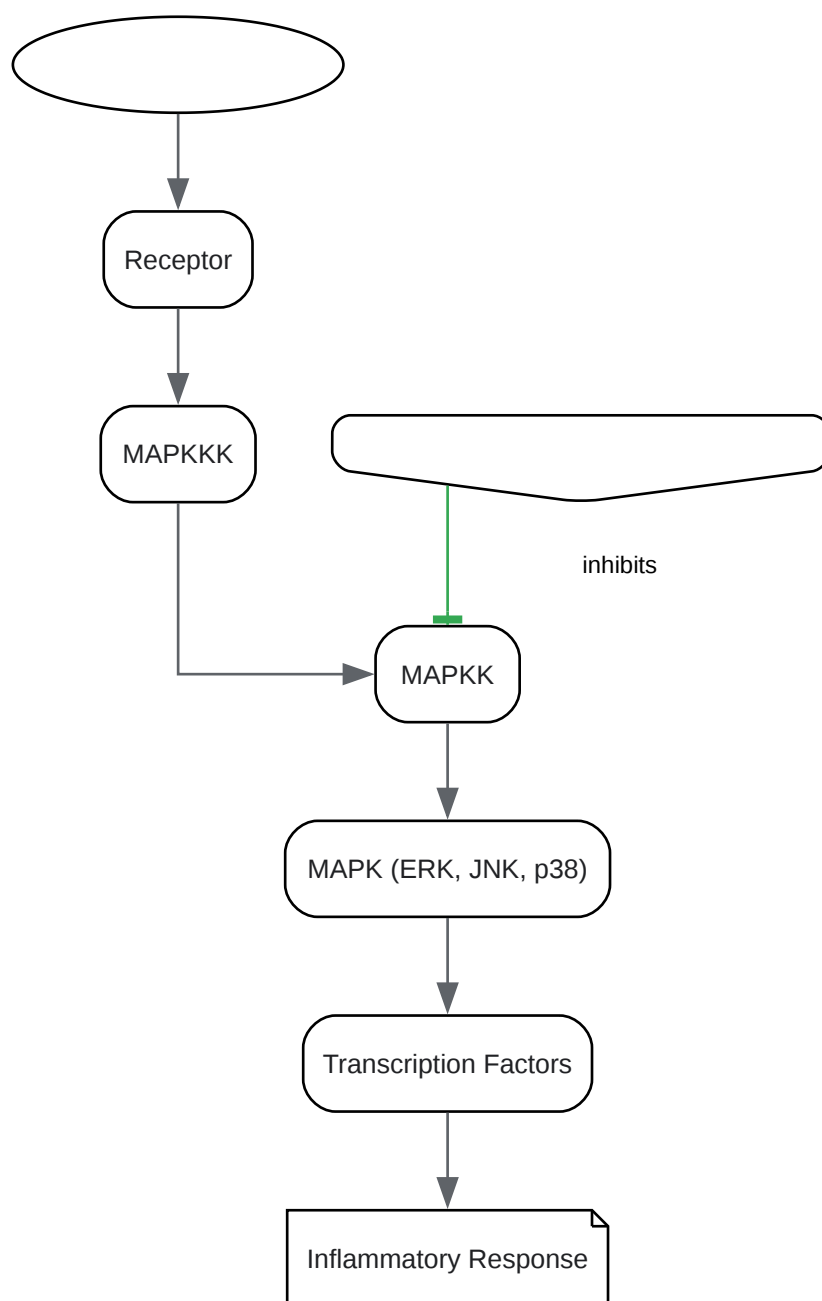 Receptor
MAPKKK
inhibits
MAPKK
MAPK (ERK, JNK, p38)
Transcription Factors
Inflammatory Response